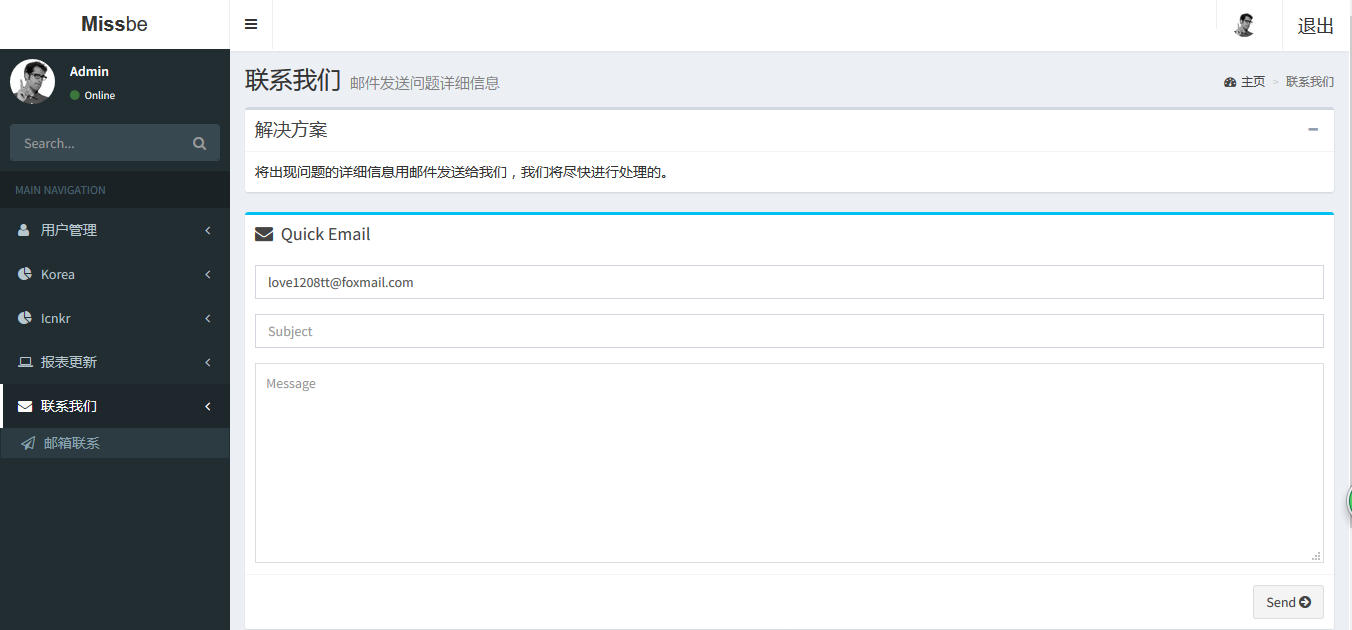 Missbe
退出
Admin
Online
Search...
MAIN NAVIGATION
用户管理
Korea
Icnkr
报表更新
联系我们
邮箱联系
联系我们 邮件发送问题详细信息
主页 > 联系我们
解决方案
将出现问题的详细信息用邮件发送给我们，我们将尽快进行处理的。
Quick Email
love1208tt@foxmail.com
Subject
Message
Send